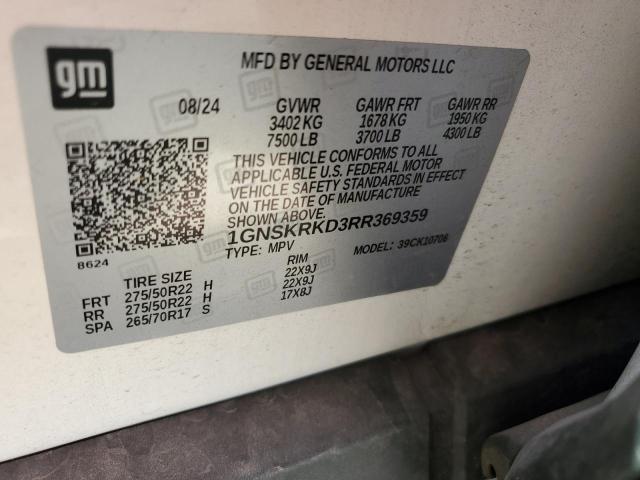 gm
MFD BY GENERAL MOTORS LLC
08/24 GVWR GAWR FRT GAWR RR
3402 KG 1678 KG 1950 KG
7500 LB 3700 LB 4300 LB
THIS VEHICLE CONFORMS TO ALL
APPLICABLE U.S. FEDERAL MOTOR
VEHICLE SAFETY STANDARDS IN EFFECT
ON THE DATE OF MANUFACTURE
SHOWN ABOVE.
1GNSKRKD3RR369359
8624 TYPE: MPV MODEL: 39CK10706
TIRE SIZE RIM
FRT 275/50R22 H 22X9J
RR 275/50R22 H 22X9J
SPA 265/70R17 S 17X8J